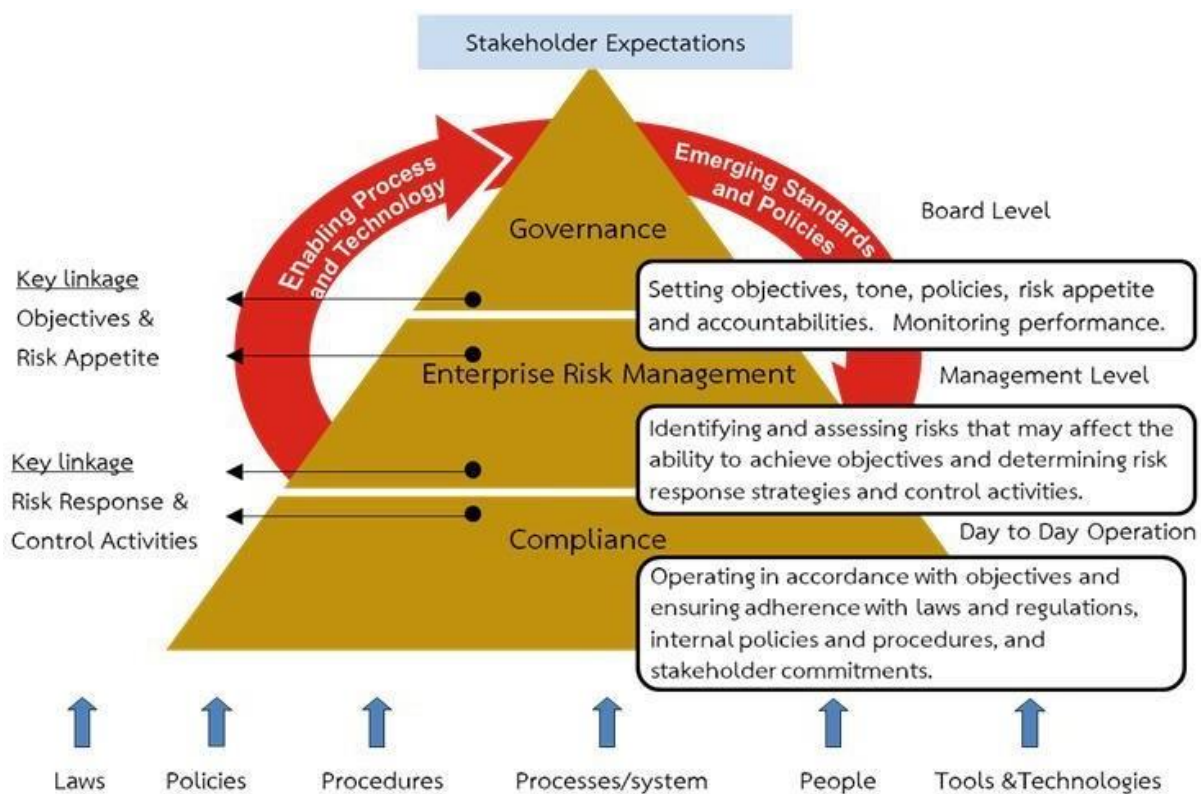 Stakeholder Expectations
Enabling Process
and Technology
Emerging Standards
and Policies
Board Level
Governance
Key linkage
Objectives &
Risk Appetite
Setting objectives, tone, policies, risk appetite
and accountabilities. Monitoring performance.
Enterprise Risk Management
Management Level
Identifying and assessing risks that may affect the
ability to achieve objectives and determining risk
response strategies and control activities.
Key linkage
Risk Response &
Control Activities
Compliance
Day to Day Operation
Operating in accordance with objectives and
ensuring adherence with laws and regulations,
internal policies and procedures, and
stakeholder commitments.
Laws
Policies
Procedures
Processes/system
People
Tools &Technologies